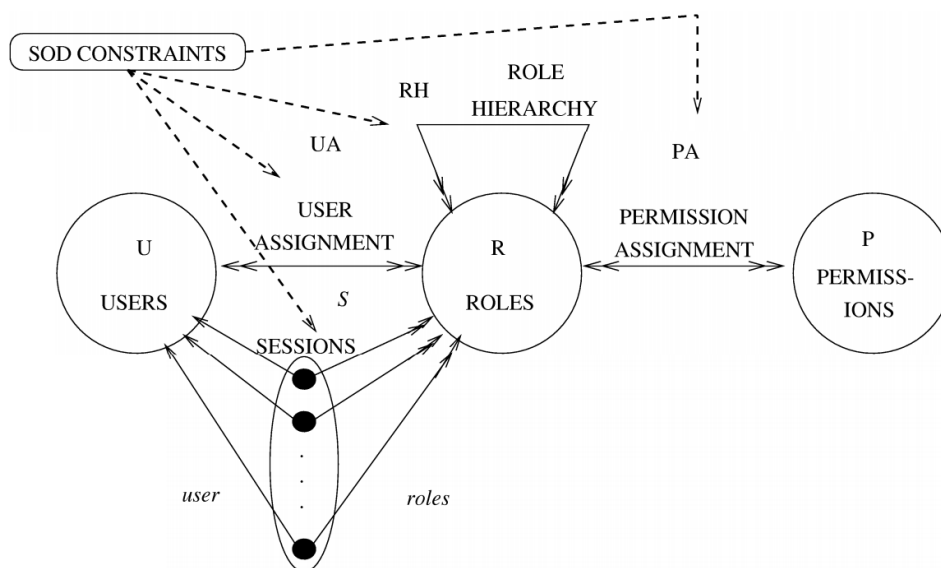 SOD CONSTRAINTS
ROLE
RH
HIERARCHY
UA
PA
USER
ASSIGNMENT
PERMISSION
ASSIGNMENT
U
USERS
R
ROLES
P
PERMISS-
IONS
S
SESSIONS
.
.
.
.
user
roles